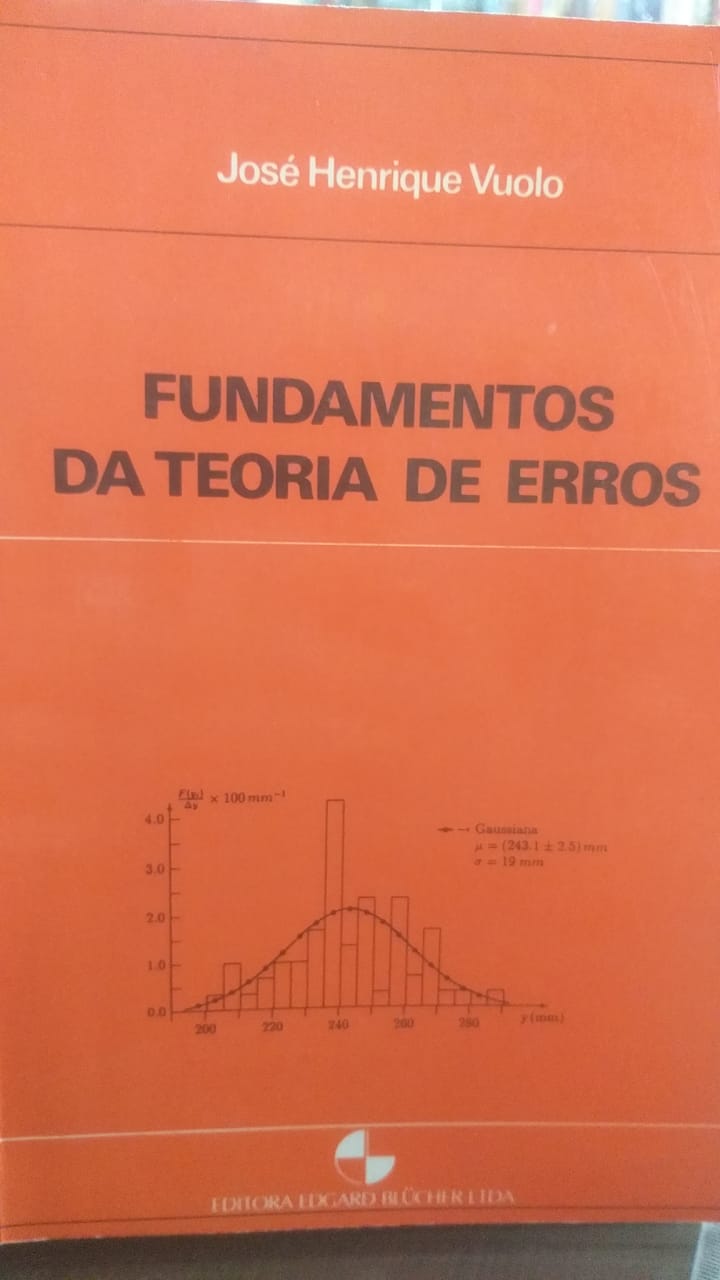 José Henrique Vuolo
FUNDAMENTOS
DA TEORIA DE ERROS
F(yᵢ)/Δy × 100 mm⁻¹
4.0
3.0
2.0
1.0
0.0
Gaussiana
μ = (243.1 ± 2.5) mm
σ = 19 mm
200 220 240 260 280 y (mm)
EDITORA EDGARD BLÜCHER LTDA